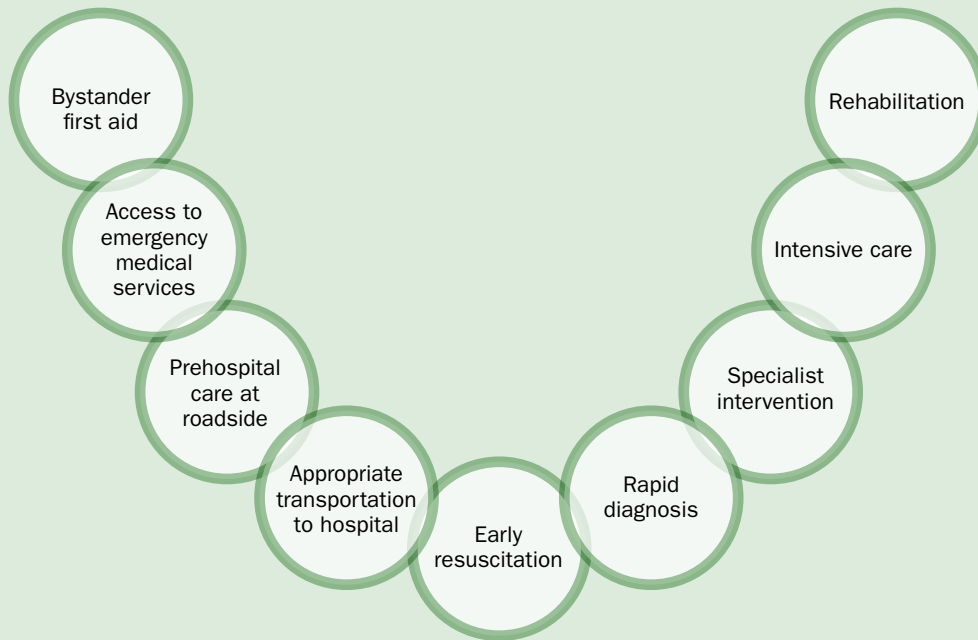 Bystander
first aid
Access to
emergency
medical
services
Prehospital
care at
roadside
Appropriate
transportation
to hospital
Early
resuscitation
Rapid
diagnosis
Specialist
intervention
Intensive care
Rehabilitation